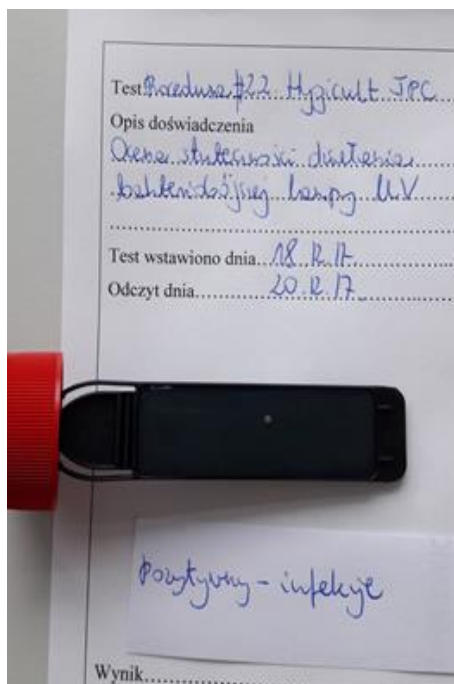 Test Procedura #22 Hygicult TPC
Opis doświadczenia
Ocena skuteczności działania
bakteriobójczej lampy UV
Test wstawiono dnia 18.12.17
Odczyt dnia 20.12.17
Pozytywny - infekcje
Wynik